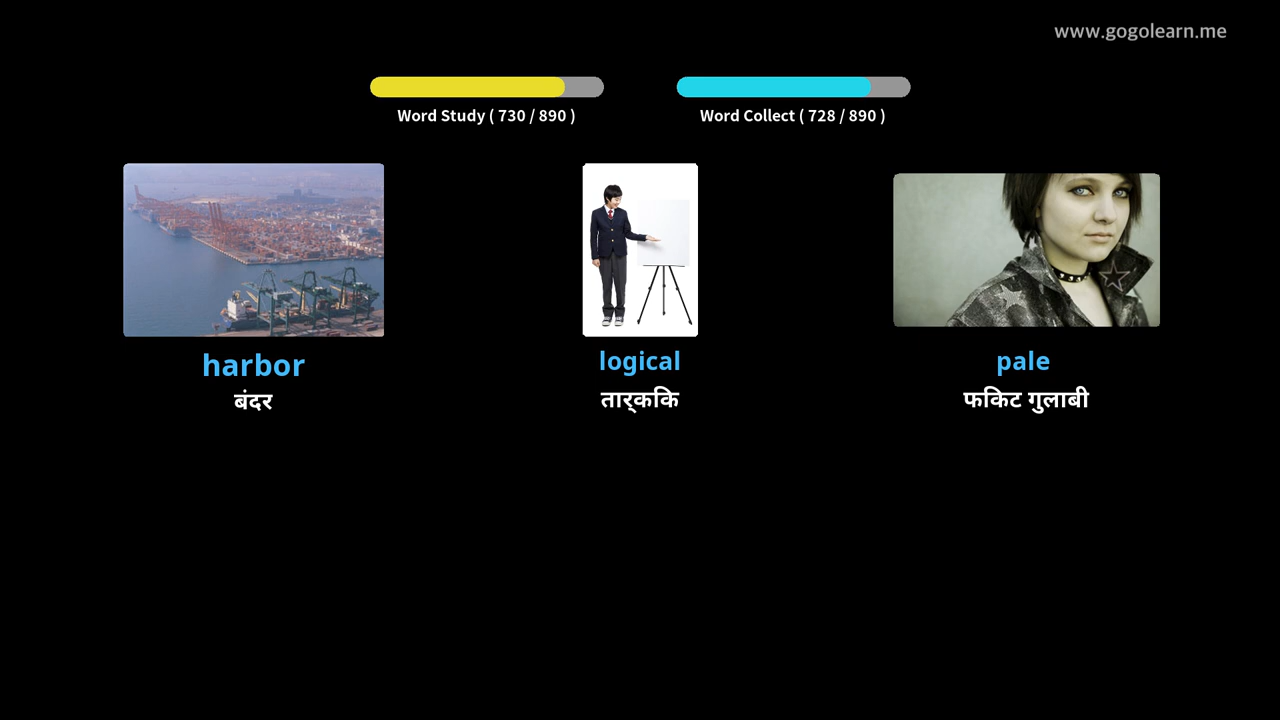 www.gogolearn.me
Word Study ( 730 / 890 )
Word Collect ( 728 / 890 )
harbor
logical
pale
बंदर
तार्ककि
फकिट गुलाबी